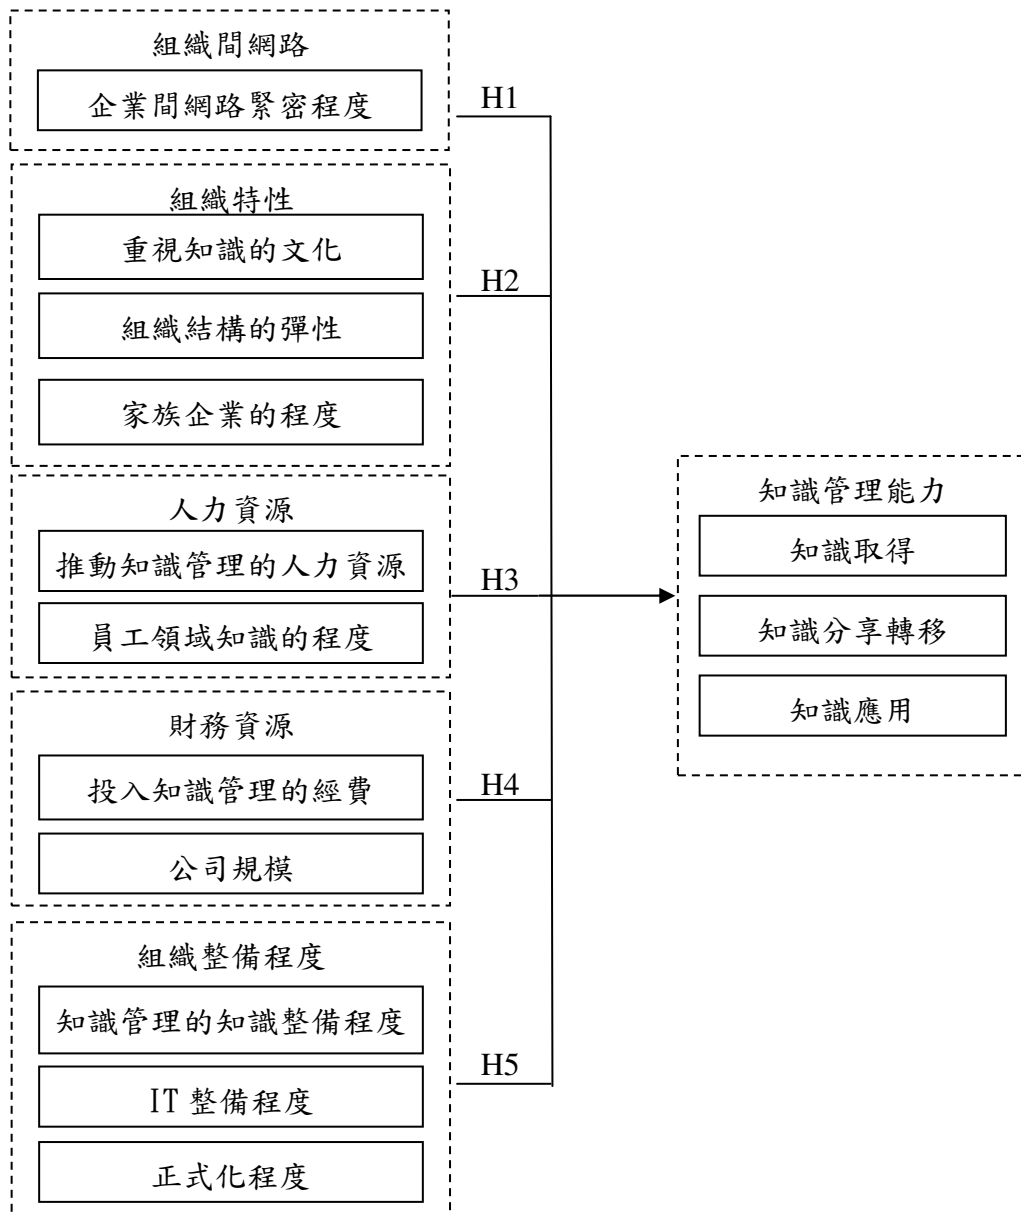 組織間網路
企業間網路緊密程度
H1
組織特性
重視知識的文化
H2
組織結構的彈性
家族企業的程度
人力資源
推動知識管理的人力資源
H3
員工領域知識的程度
財務資源
投入知識管理的經費
H4
公司規模
組織整備程度
知識管理的知識整備程度
H5
IT 整備程度
正式化程度
知識管理能力
知識取得
知識分享轉移
知識應用